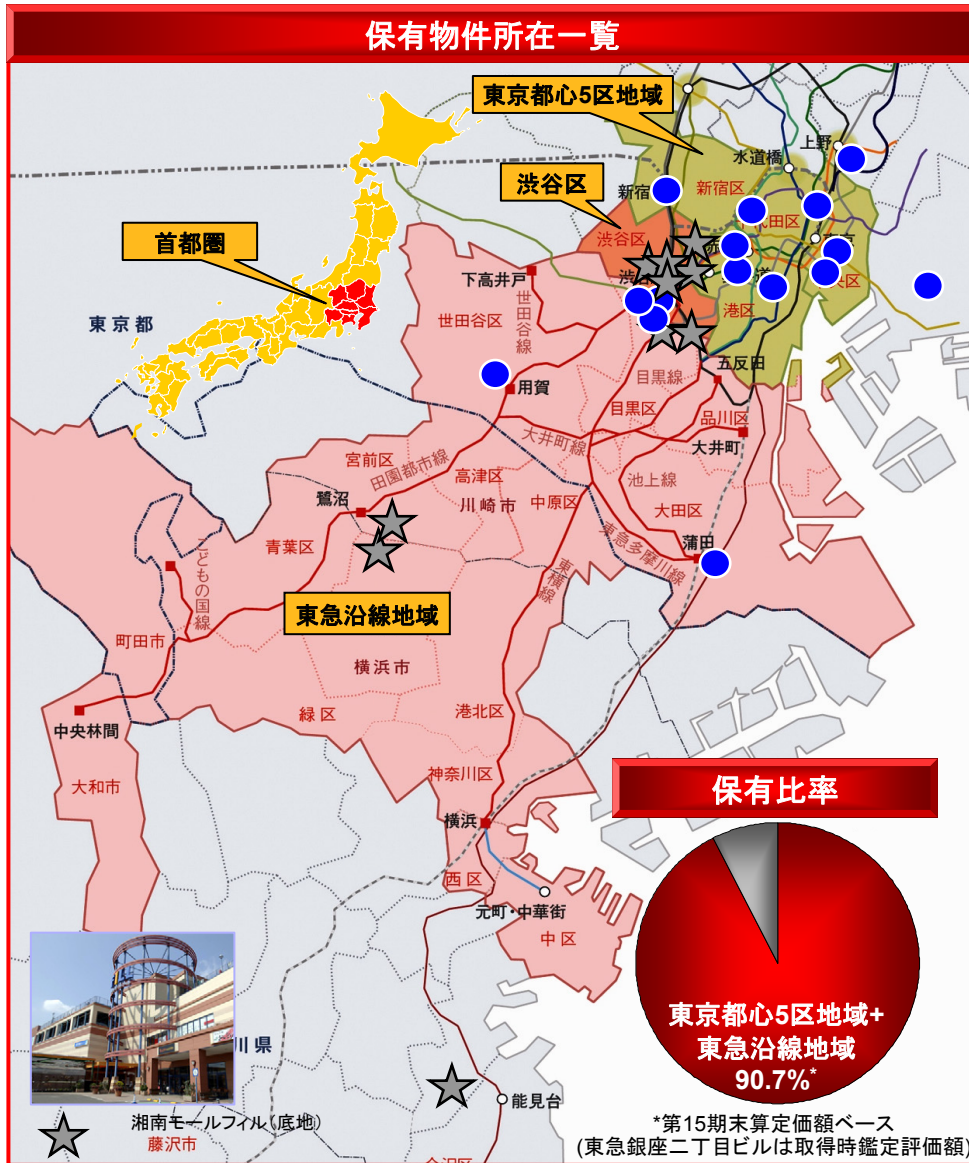 保有物件所在一覧
東京都心5区地域
上野
水道橋
渋谷区
新宿
新宿区
代田区
首都圏
渋谷区
下高井戸
央区
東京都
世田谷区
世田谷線
港区
五反田
用賀
目黒線
目黒区
品川区
大井町線
大井町
宮前区
田園都市線
高津区
池上線
鷺沼
川崎市
中原区
大田区
青葉区
東急多摩川線
蒲田
こどもの国線
東横線
東急沿線地域
町田市
横浜市
緑区
港北区
中央林間
神奈川区
大和市
保有比率
横浜
西区
元町・中華街
中区
東京都心5区地域+
東急沿線地域
90.7%*
川県
能見台
湘南モールフィル(底地)
藤沢市
*第15期末算定価額ベース
(東急銀座二丁目ビルは取得時鑑定評価額)